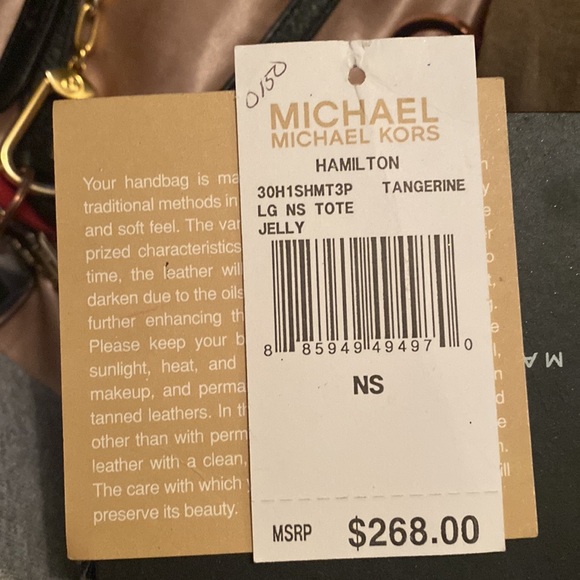 0150
MICHAEL
MICHAEL KORS
HAMILTON
30H1SHMT3P TANGERINE
LG NS TOTE
JELLY
8 85949 49497 0
NS
MSRP $268.00
Your handbag is ma
traditional methods in
and soft feel. The var
prized characteristics
time, the leather will
darken due to the oils
further enhancing th
Please keep your b
sunlight, heat, and
makeup, and perma
tanned leathers. In th
other than with perm
leather with a clean,
The care with which
preserve its beauty.
MA